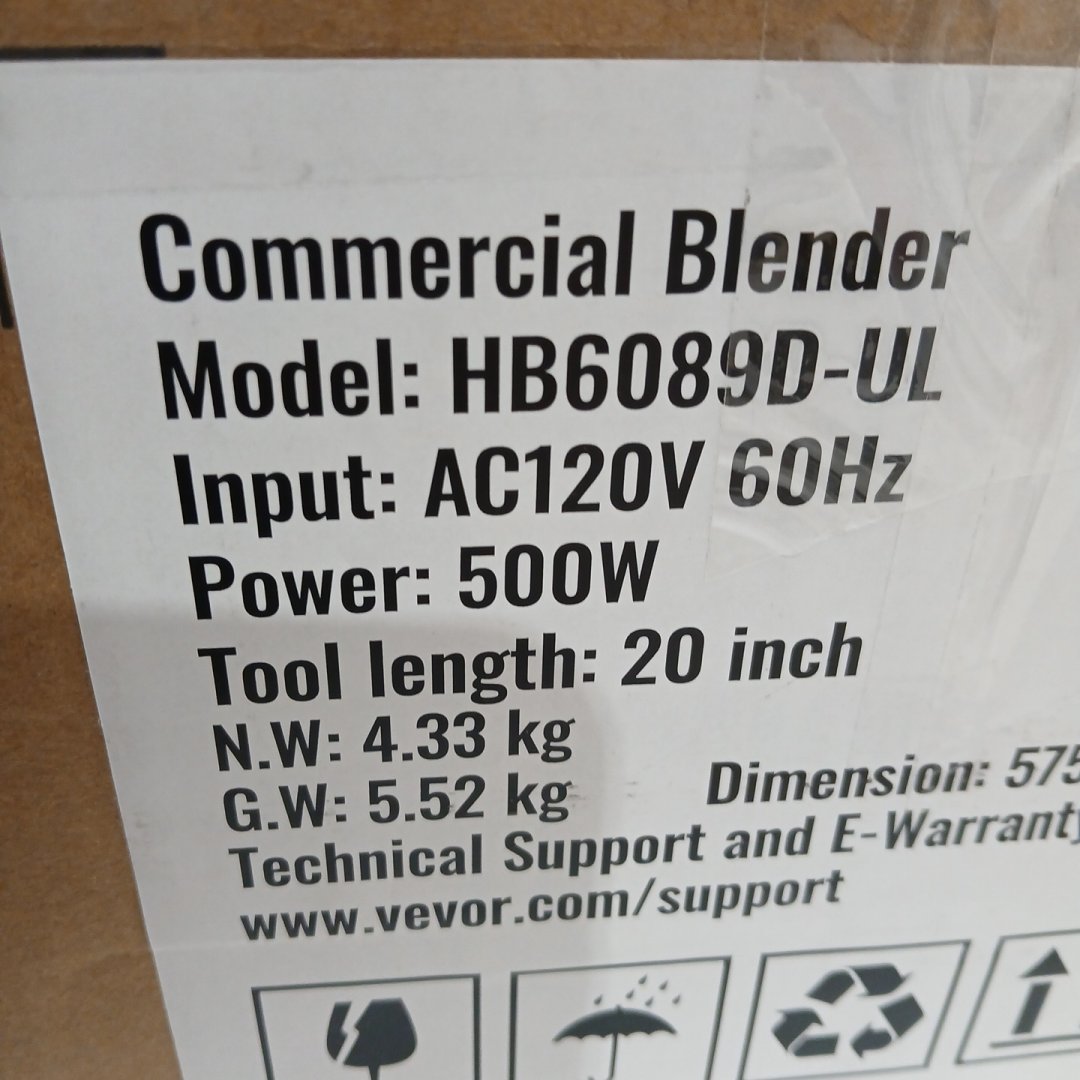 Commercial Blender
Model: HB6089D-UL
Input: AC120V 60Hz
Power: 500W
Tool length: 20 inch
N.W: 4.33 kg
G.W: 5.52 kg Dimension: 575
Technical Support and E-Warranty
www.vevor.com/support